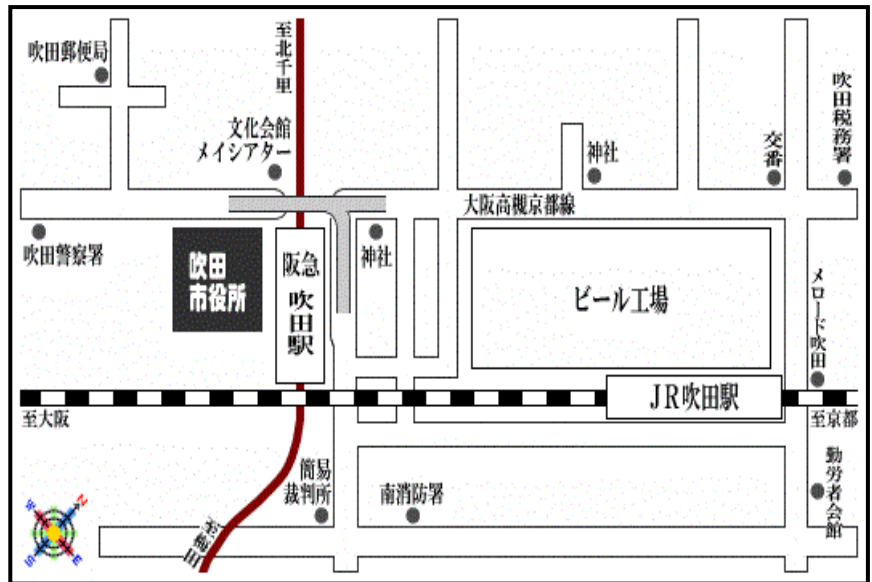 吹田郵便局
至北千里
文化会館
メイシアター
神社
交番
吹田税務署
大阪高槻京都線
吹田警察署
吹田
市役所
阪急
吹田駅
神社
ビール工場
メロード吹田
JR吹田駅
至大阪
至京都
簡易
裁判所
南消防署
勤労者会館
至梅田
W
N
S
E